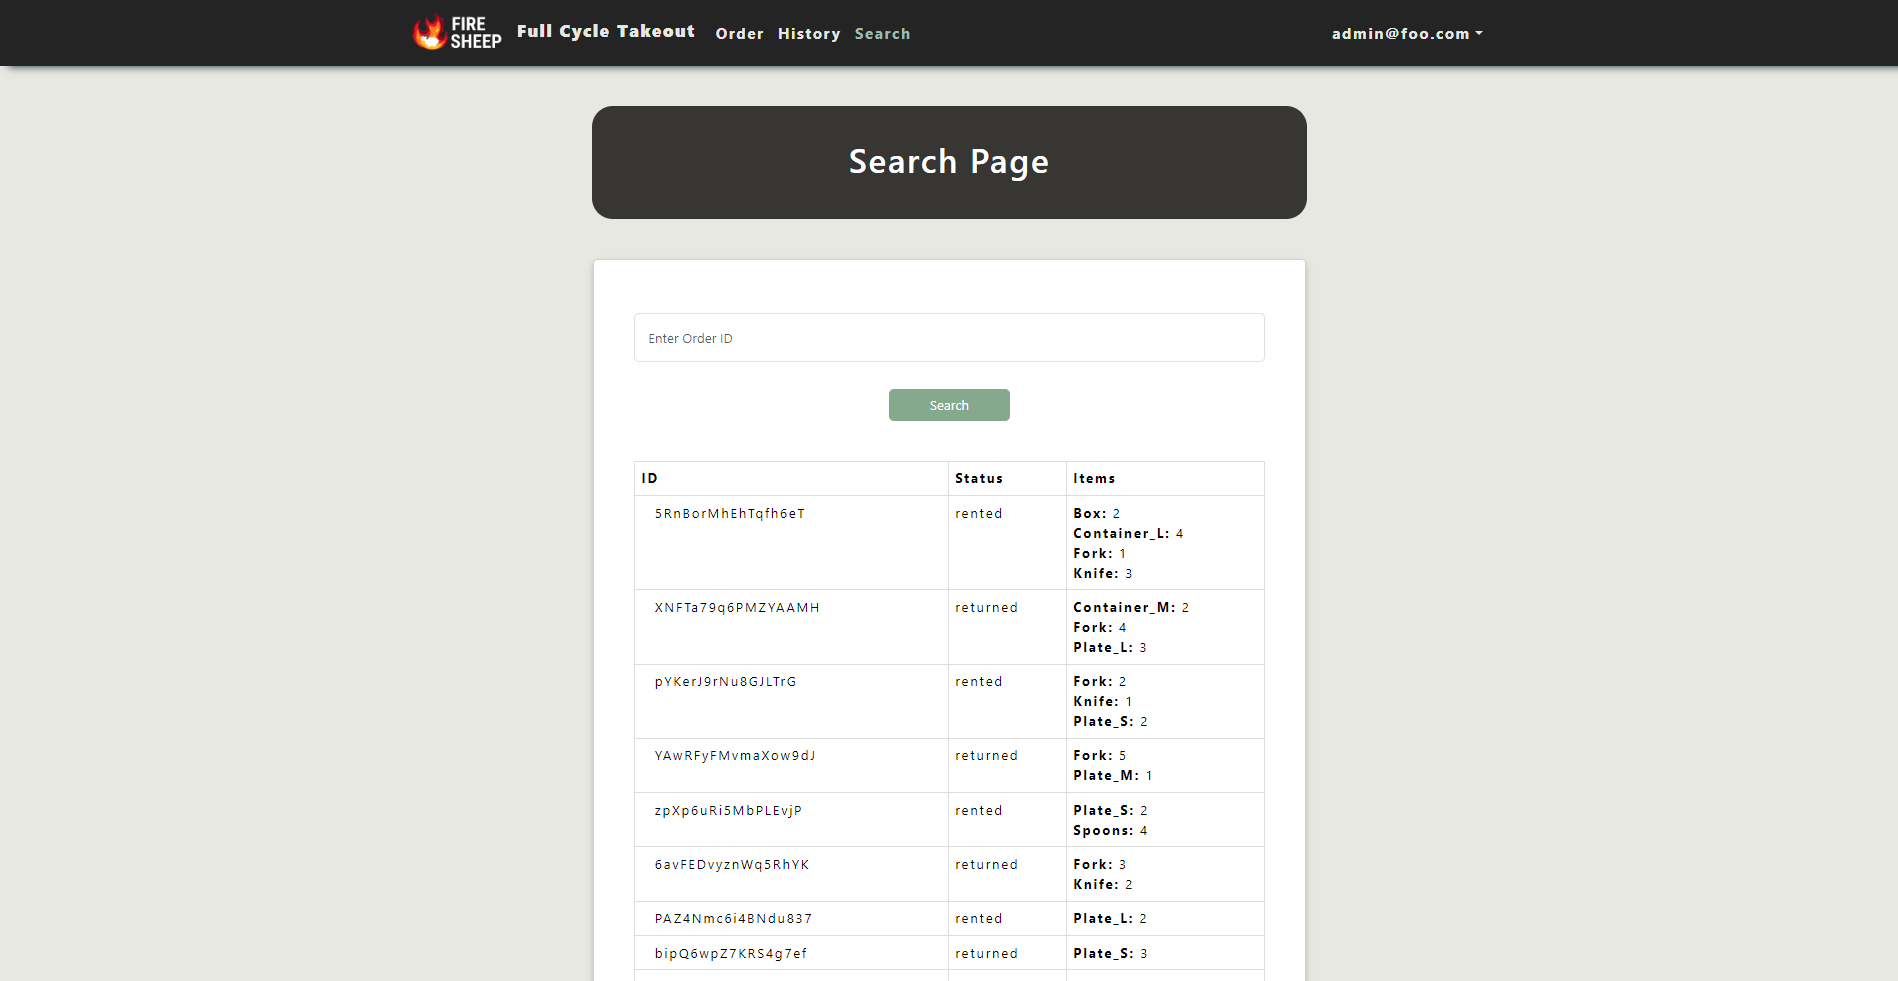 FIRE
SHEEP
Full Cycle Takeout
Order History Search
admin@foo.com
Search Page
Enter Order ID
Search
ID Status Items
5RnBorMhEhTqfh6eT rented Box: 2
Container_L: 4
Fork: 1
Knife: 3
XNFTa79q6PMZYAAMH returned Container_M: 2
Fork: 4
Plate_L: 3
pYKerJ9rNu8GJLTrG rented Fork: 2
Knife: 1
Plate_S: 2
YAwRFyFMvmaXow9dJ returned Fork: 5
Plate_M: 1
zpXp6uRi5MbPLEvjP rented Plate_S: 2
Spoons: 4
6avFEDvyznWq5RhYK returned Fork: 3
Knife: 2
PAZ4Nmc6i4BNdu837 rented Plate_L: 2
bipQ6wpZ7KRS4g7ef returned Plate_S: 3